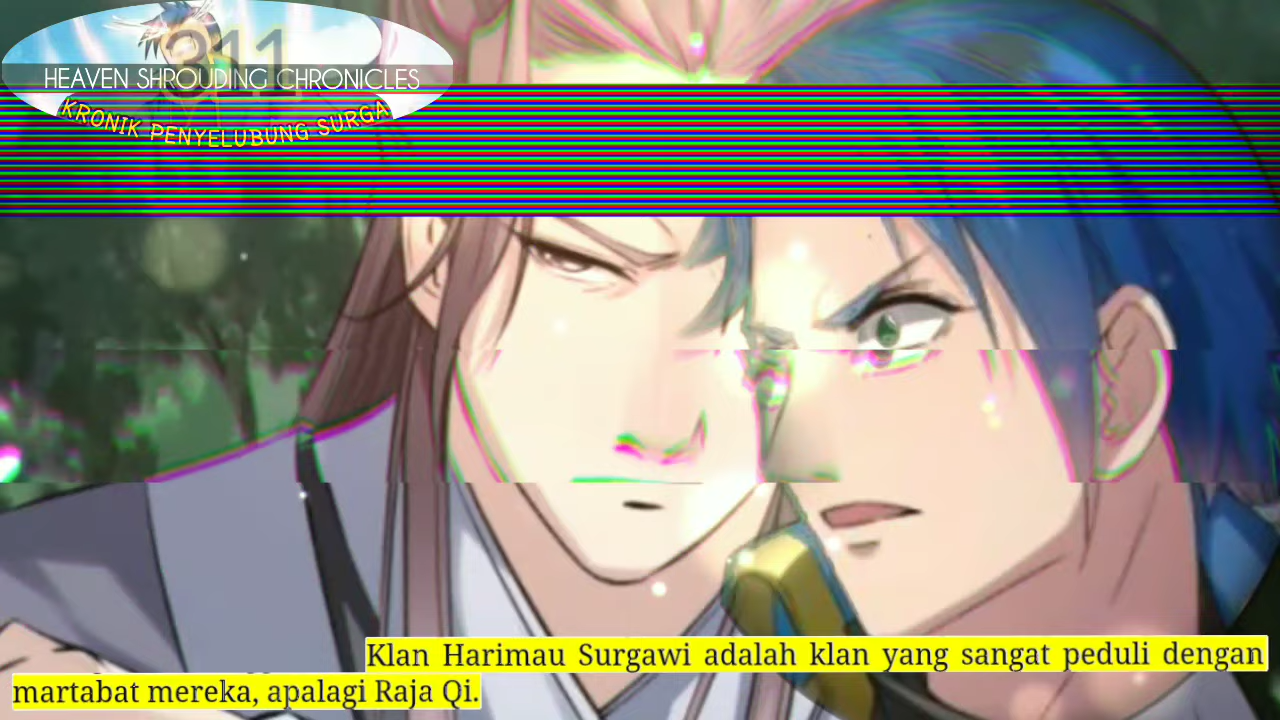 311
HEAVEN SHROUDING CHRONICLES
KRONIK PENYELUBUNG SURGA
Klan Harimau Surgawi adalah klan yang sangat peduli dengan
martabat mereka, apalagi Raja Qi.